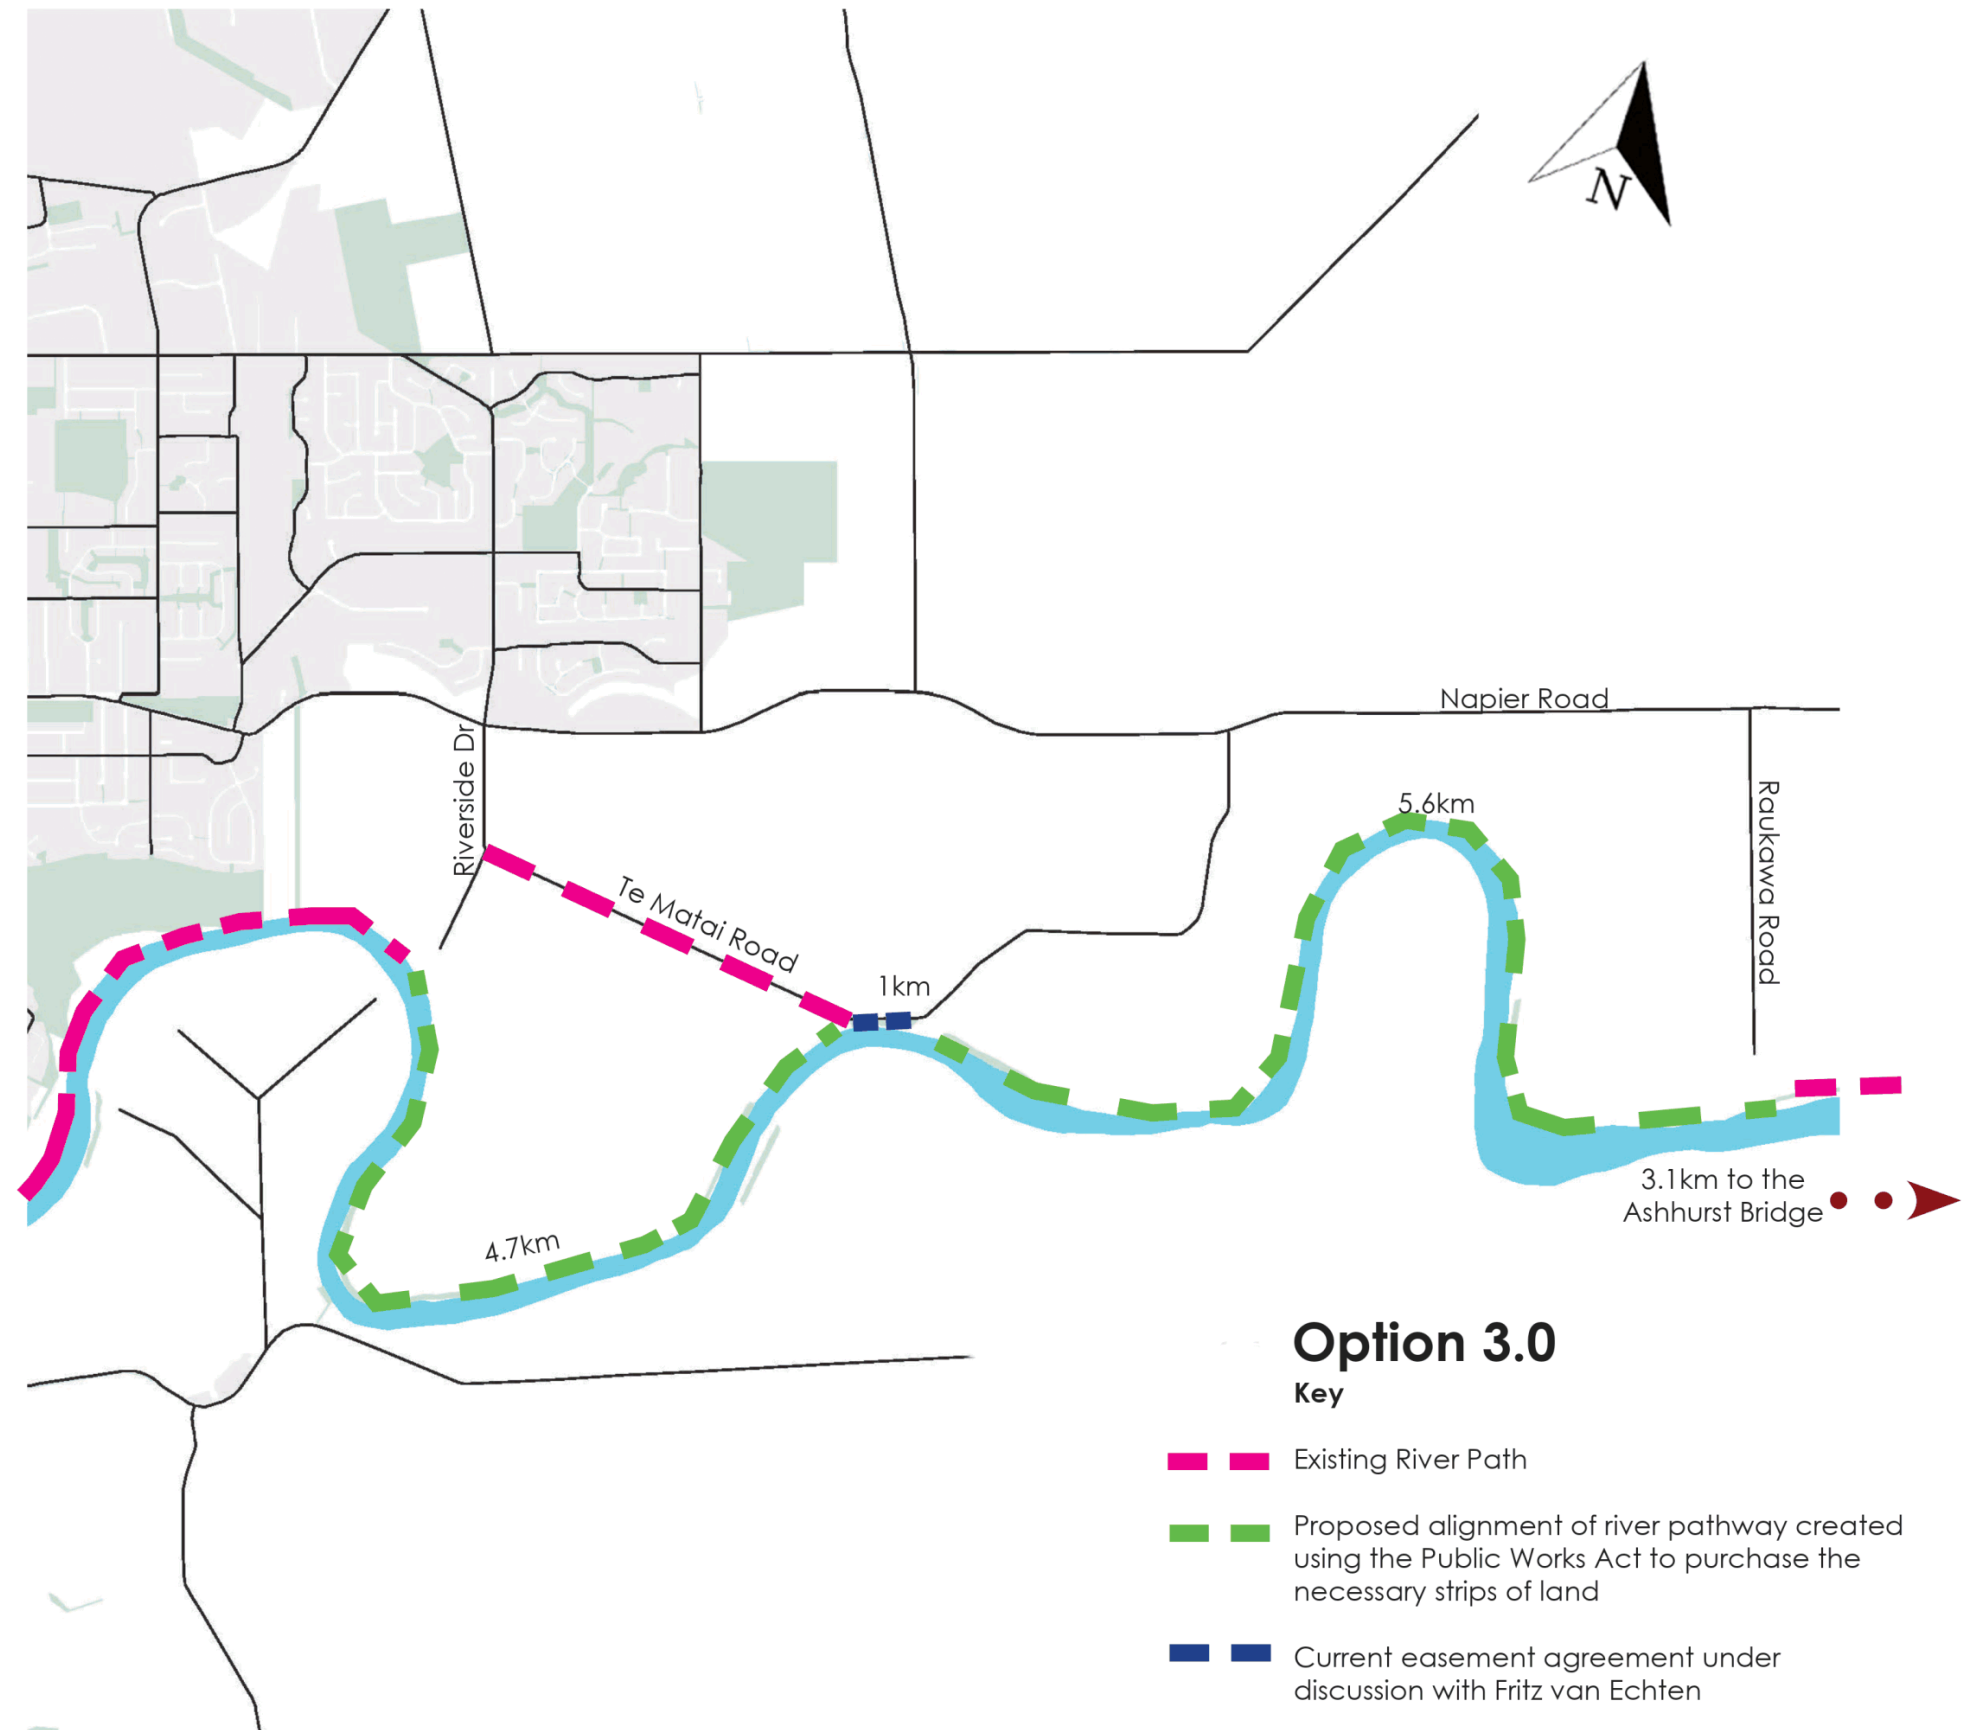 N
Napier Road
Riverside Dr
Raukawa Road
5.6km
Te Matai Road
1km
3.1km to the
Ashhurst Bridge
4.7km
Option 3.0
Key
Existing River Path
Proposed alignment of river pathway created
using the Public Works Act to purchase the
necessary strips of land
Current easement agreement under
discussion with Fritz van Echten